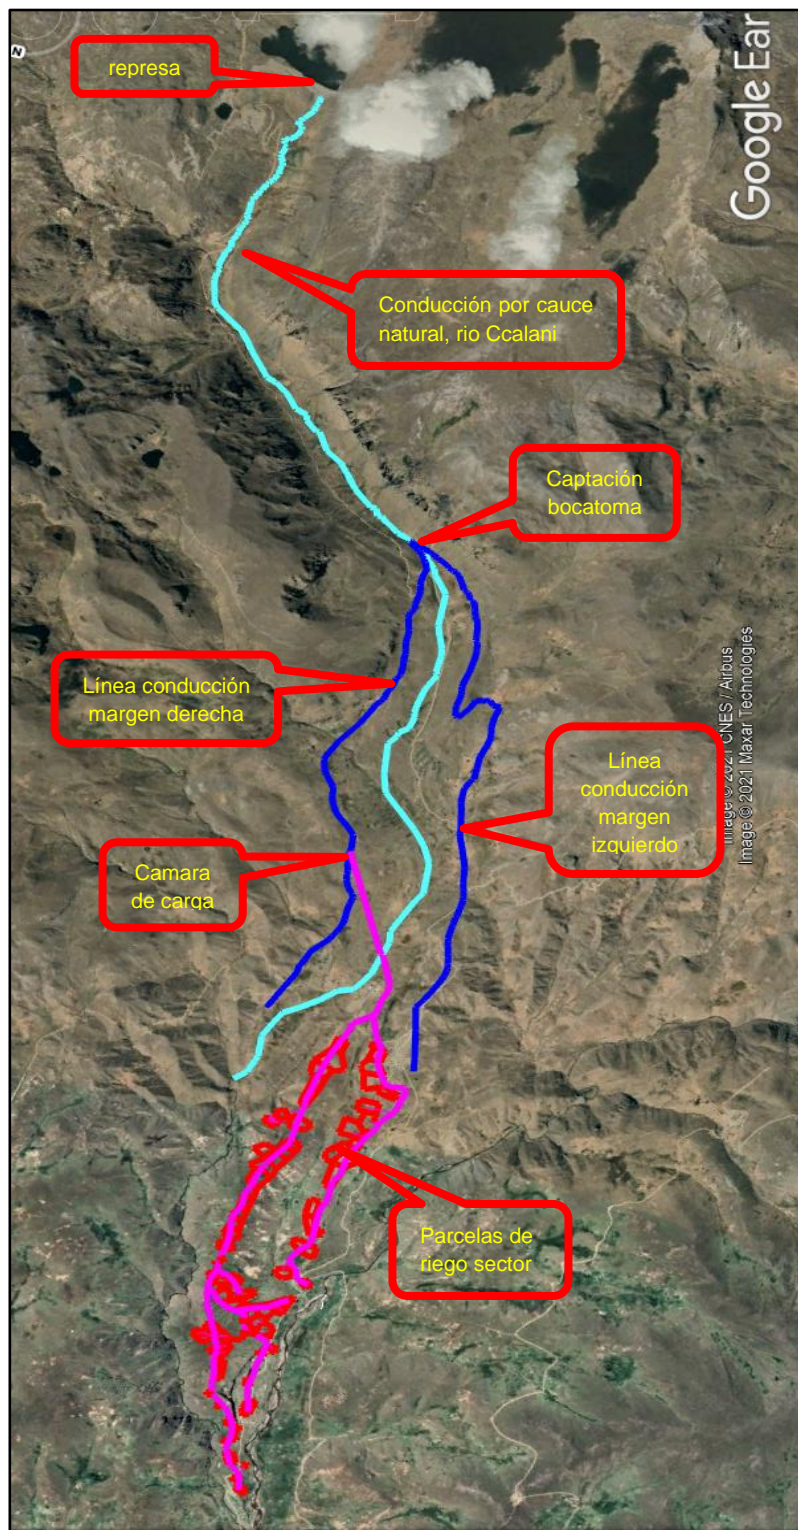 N
represa
Google Ear
Conducción por cauce
natural, rio Ccalani
Captación
bocatoma
Línea conducción
margen derecha
Línea
conducción
margen
izquierdo
Image © 2021 CNES / Airbus
Image © 2021 Maxar Technologies
Camara
de carga
Parcelas de
riego sector